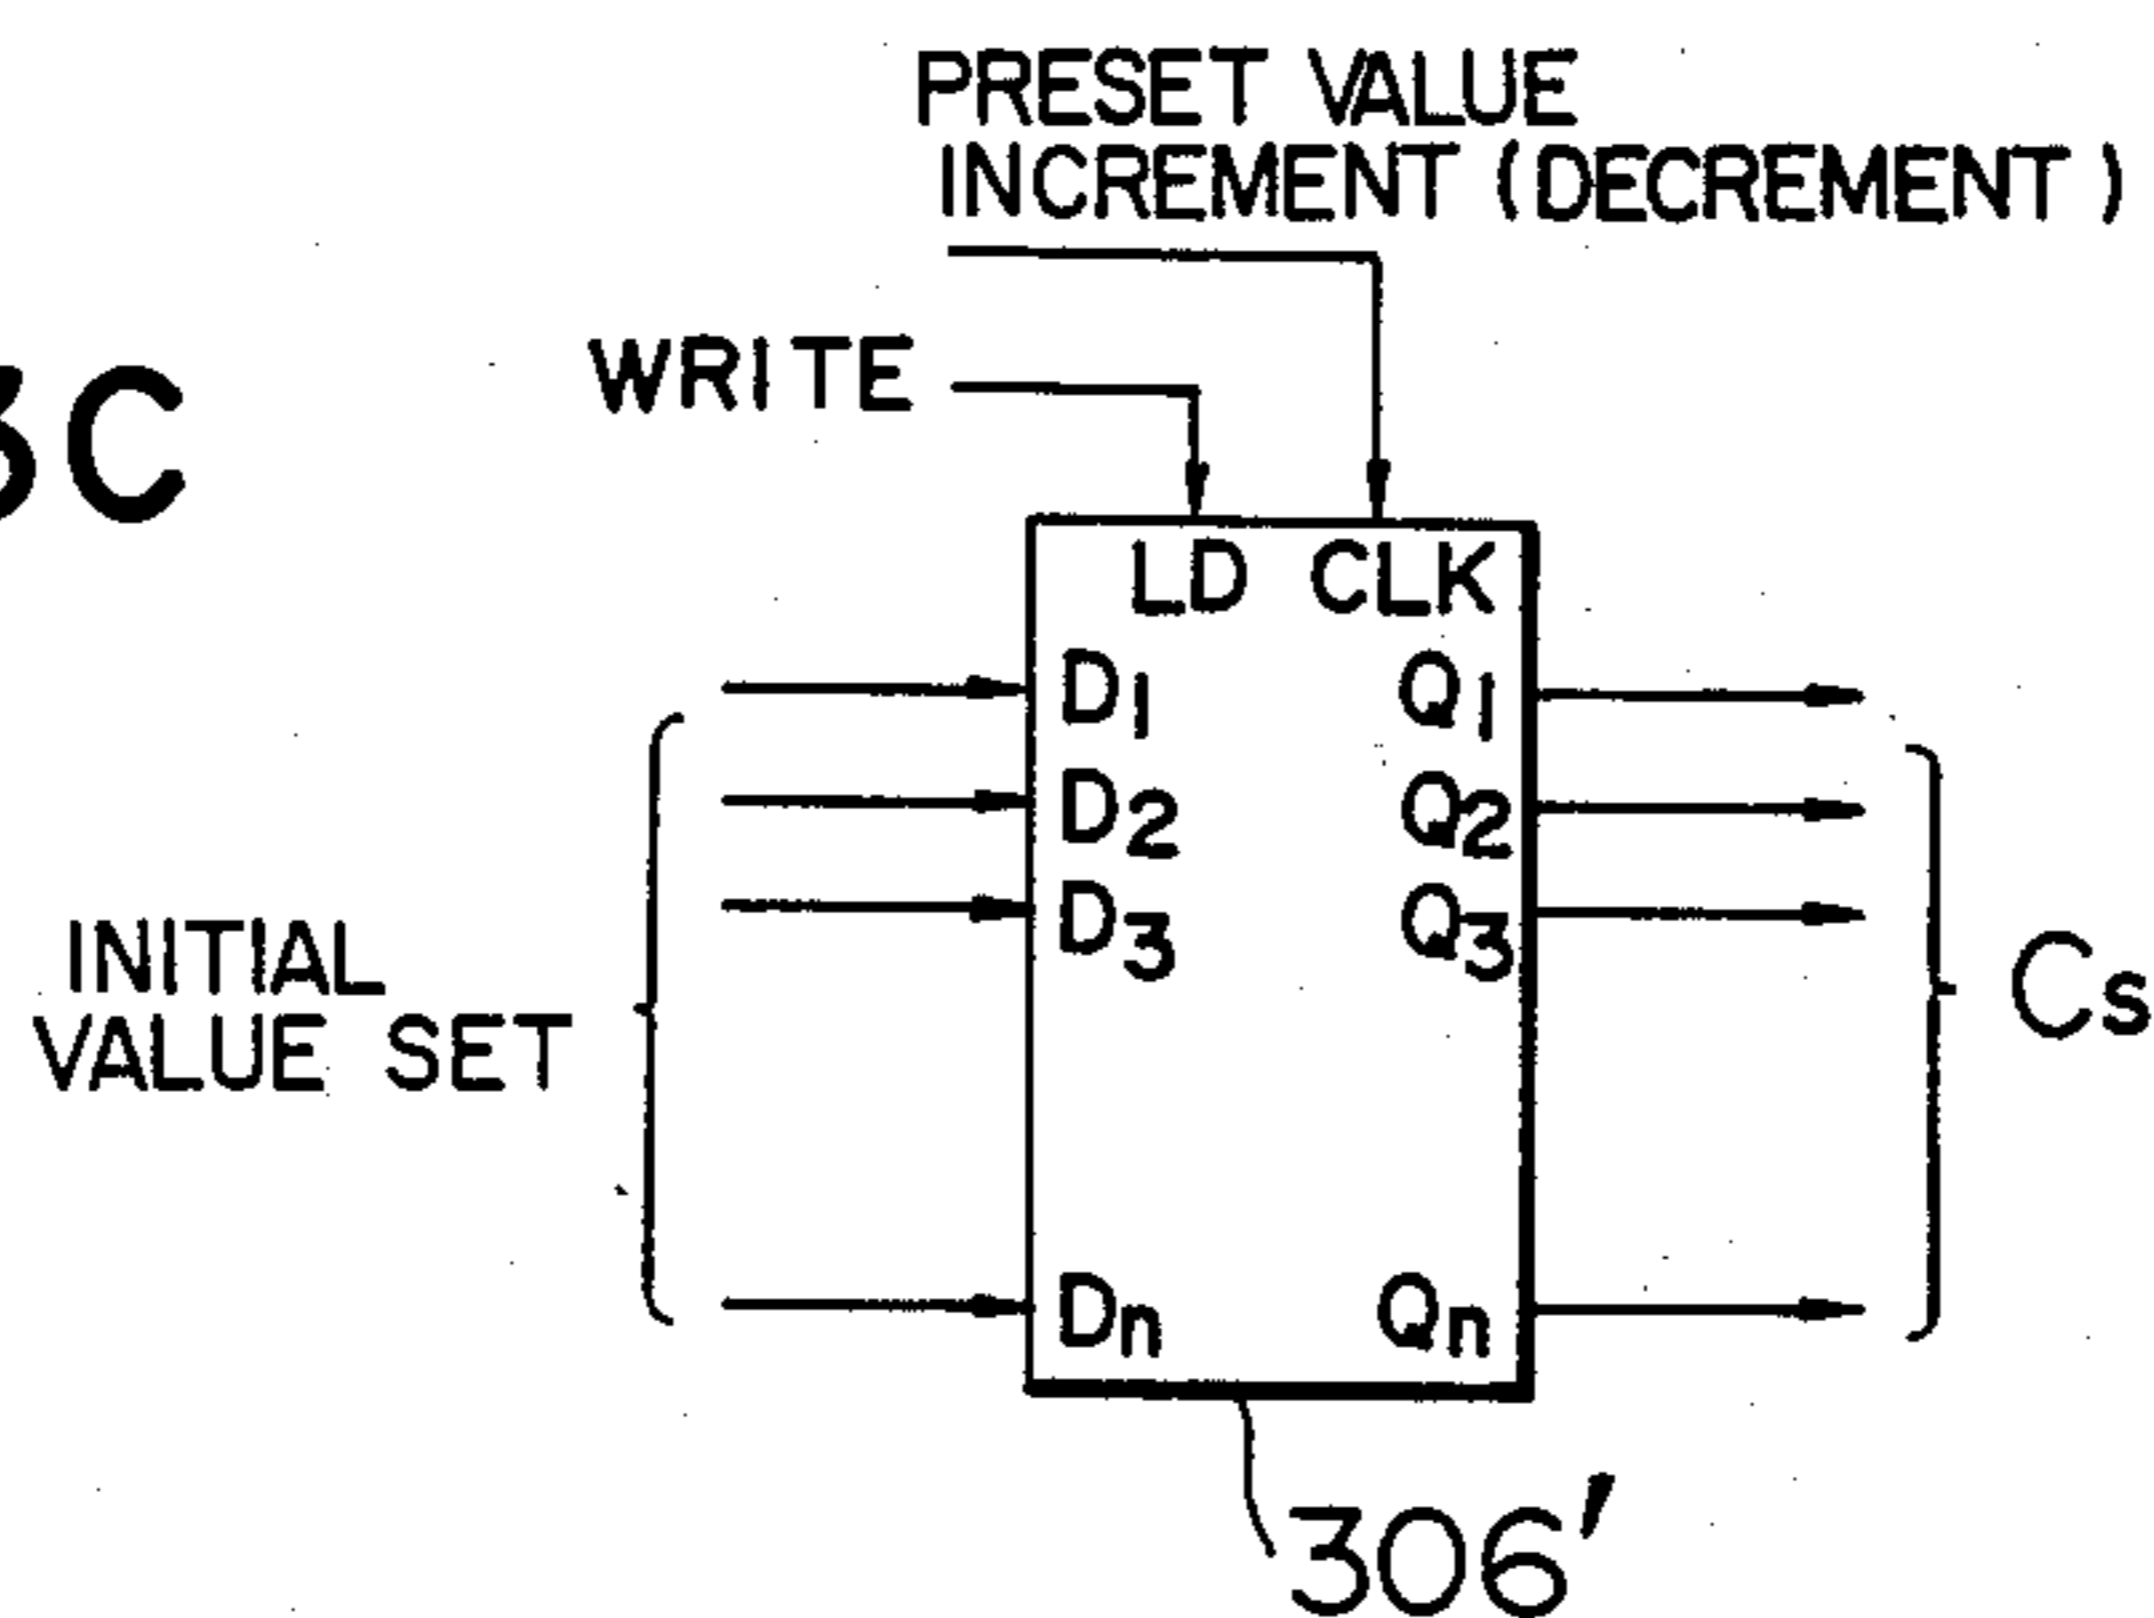 PRESET VALUE
INCREMENT (DECREMENT)
WRITE
3C
LD CLK
D1 Q1
D2 Q2
D3 Q3
INITIAL
VALUE SET
Cs
Dn Qn
306'